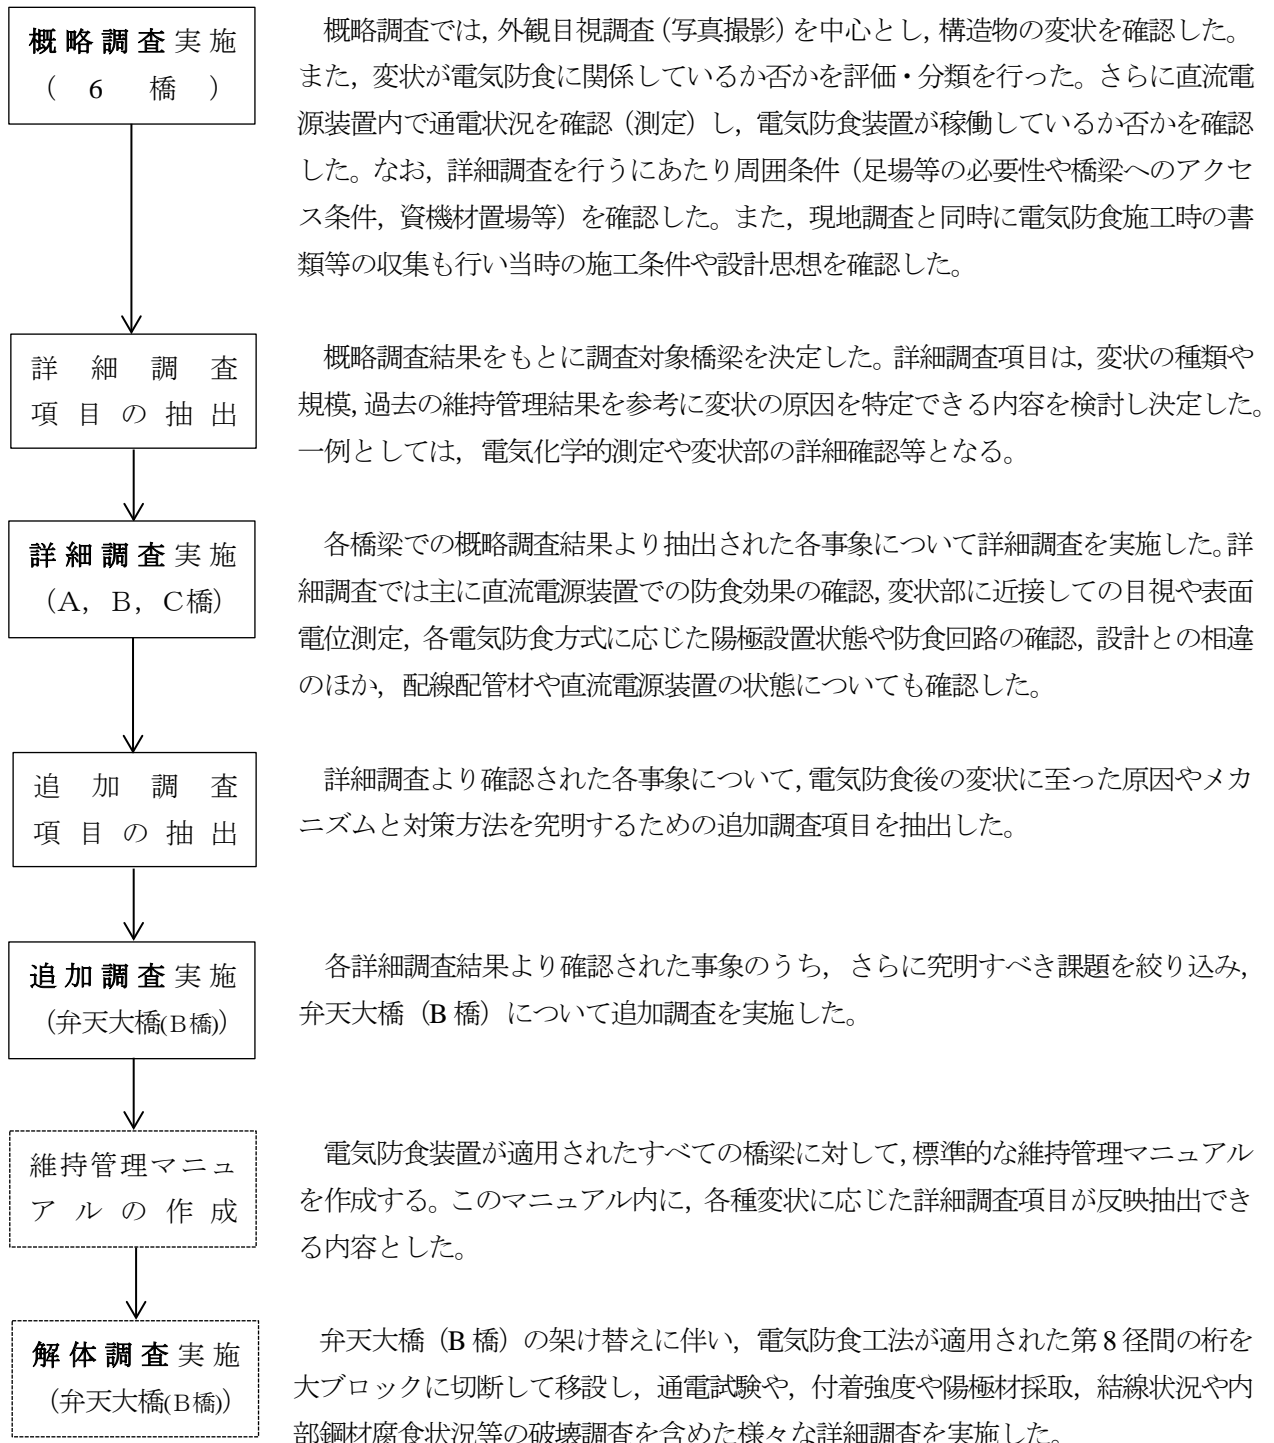 概略調査実施
（6橋）
概略調査では，外観目視調査（写真撮影）を中心とし，構造物の変状を確認した。
また，変状が電気防食に関係しているか否かを評価・分類を行った。さらに直流電
源装置内で通電状況を確認（測定）し，電気防食装置が稼働しているか否かを確認
した。なお，詳細調査を行うにあたり周囲条件（足場等の必要性や橋梁へのアクセ
ス条件，資機材置場等）を確認した。また，現地調査と同時に電気防食施工時の書
類等の収集も行い当時の施工条件や設計思想を確認した。
詳細調査
項目の抽出
概略調査結果をもとに調査対象橋梁を決定した。詳細調査項目は，変状の種類や
規模，過去の維持管理結果を参考に変状の原因を特定できる内容を検討し決定した。
一例としては，電気化学的測定や変状部の詳細確認等となる。
詳細調査実施
（A，B，C橋）
各橋梁での概略調査結果より抽出された各事象について詳細調査を実施した。詳
細調査では主に直流電源装置での防食効果の確認，変状部に近接しての目視や表面
電位測定，各電気防食方式に応じた陽極設置状態や防食回路の確認，設計との相違
のほか，配線配管材や直流電源装置の状態についても確認した。
追加調査
項目の抽出
詳細調査より確認された各事象について，電気防食後の変状に至った原因やメカ
ニズムと対策方法を究明するための追加調査項目を抽出した。
追加調査実施
（弁天大橋(B橋)）
各詳細調査結果より確認された事象のうち，さらに究明すべき課題を絞り込み，
弁天大橋（B橋）について追加調査を実施した。
維持管理マニュ
アルの作成
電気防食装置が適用されたすべての橋梁に対して，標準的な維持管理マニュアル
を作成する。このマニュアル内に，各種変状に応じた詳細調査項目が反映抽出でき
る内容とした。
解体調査実施
（弁天大橋(B橋)）
弁天大橋（B橋）の架け替えに伴い，電気防食工法が適用された第8径間の桁を
大ブロックに切断して移設し，通電試験や，付着強度や陽極材採取，結線状況や内
部鋼材腐食状況等の破壊調査を含めた様々な詳細調査を実施した。